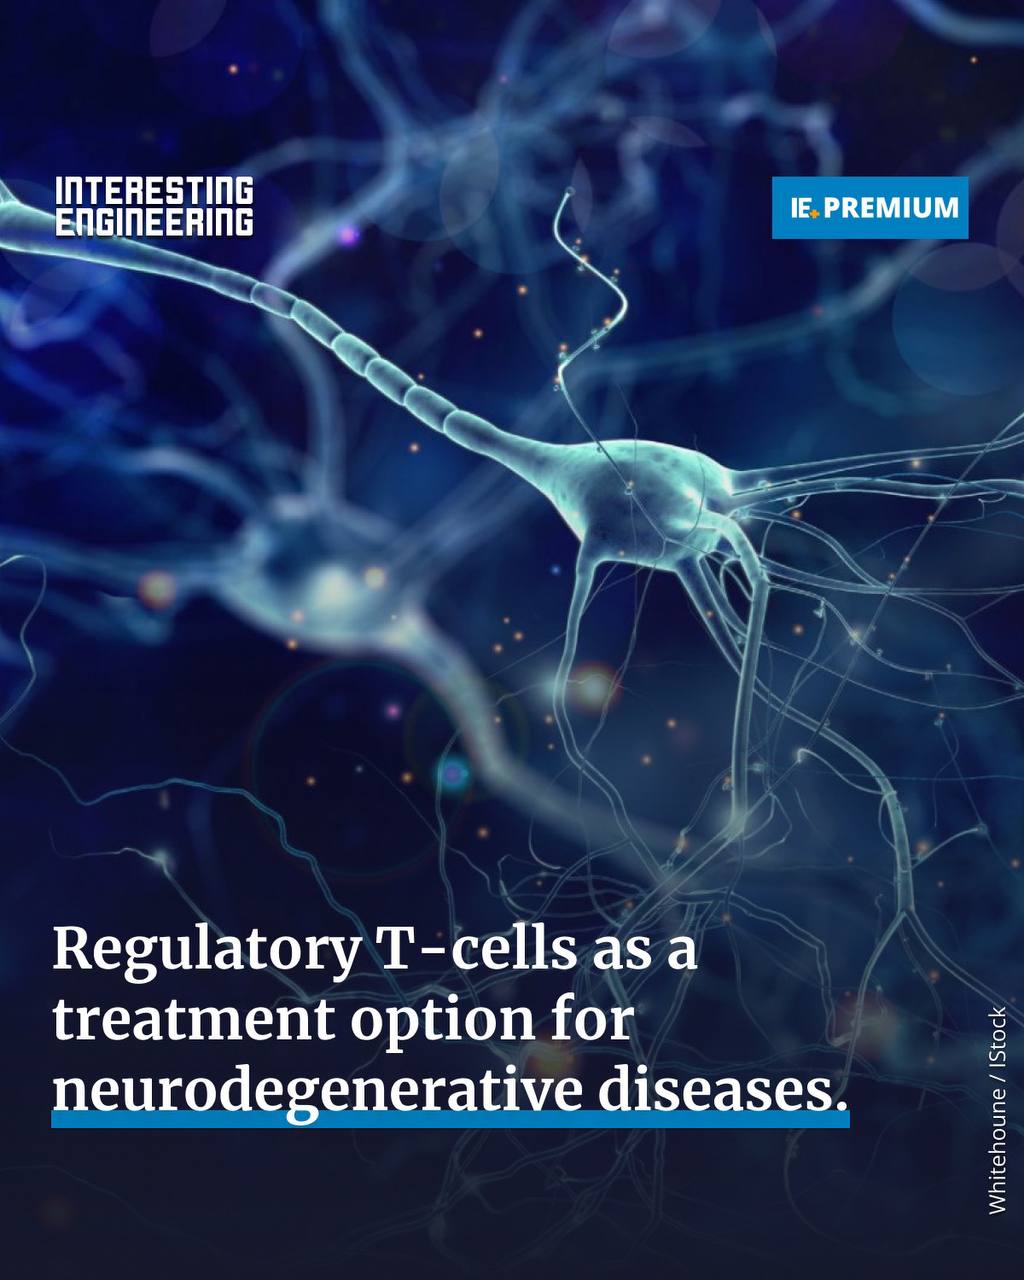 INTERESTING
ENGINEERING
IE+ PREMIUM
Regulatory T-cells as a
treatment option for
neurodegenerative diseases.
Whitehoune / IStock